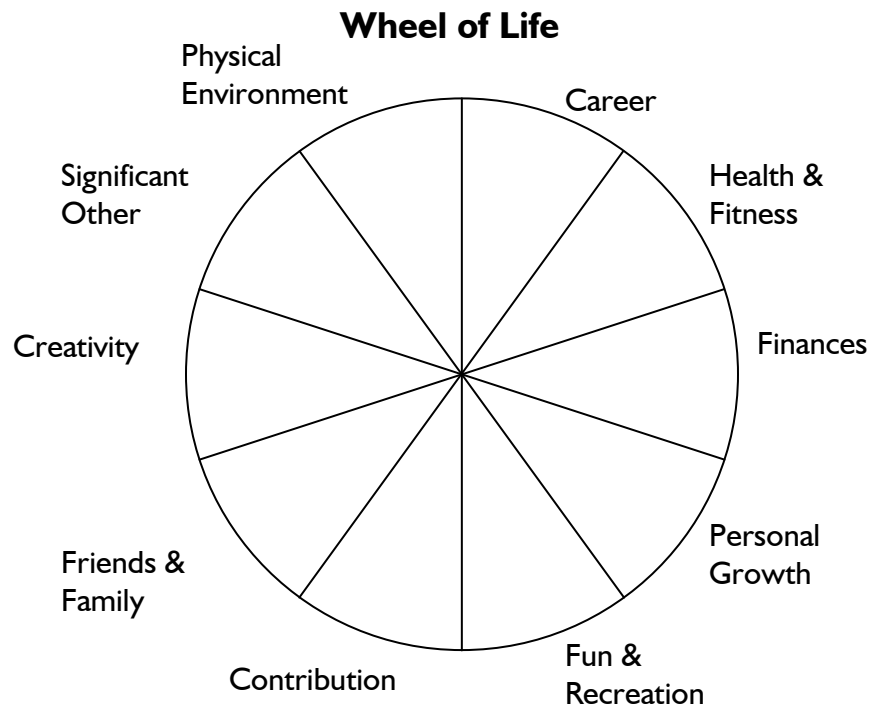 Wheel of Life
Physical
Environment
Career
Significant
Other
Health &
Fitness
Creativity
Finances
Friends &
Family
Personal
Growth
Contribution
Fun &
Recreation